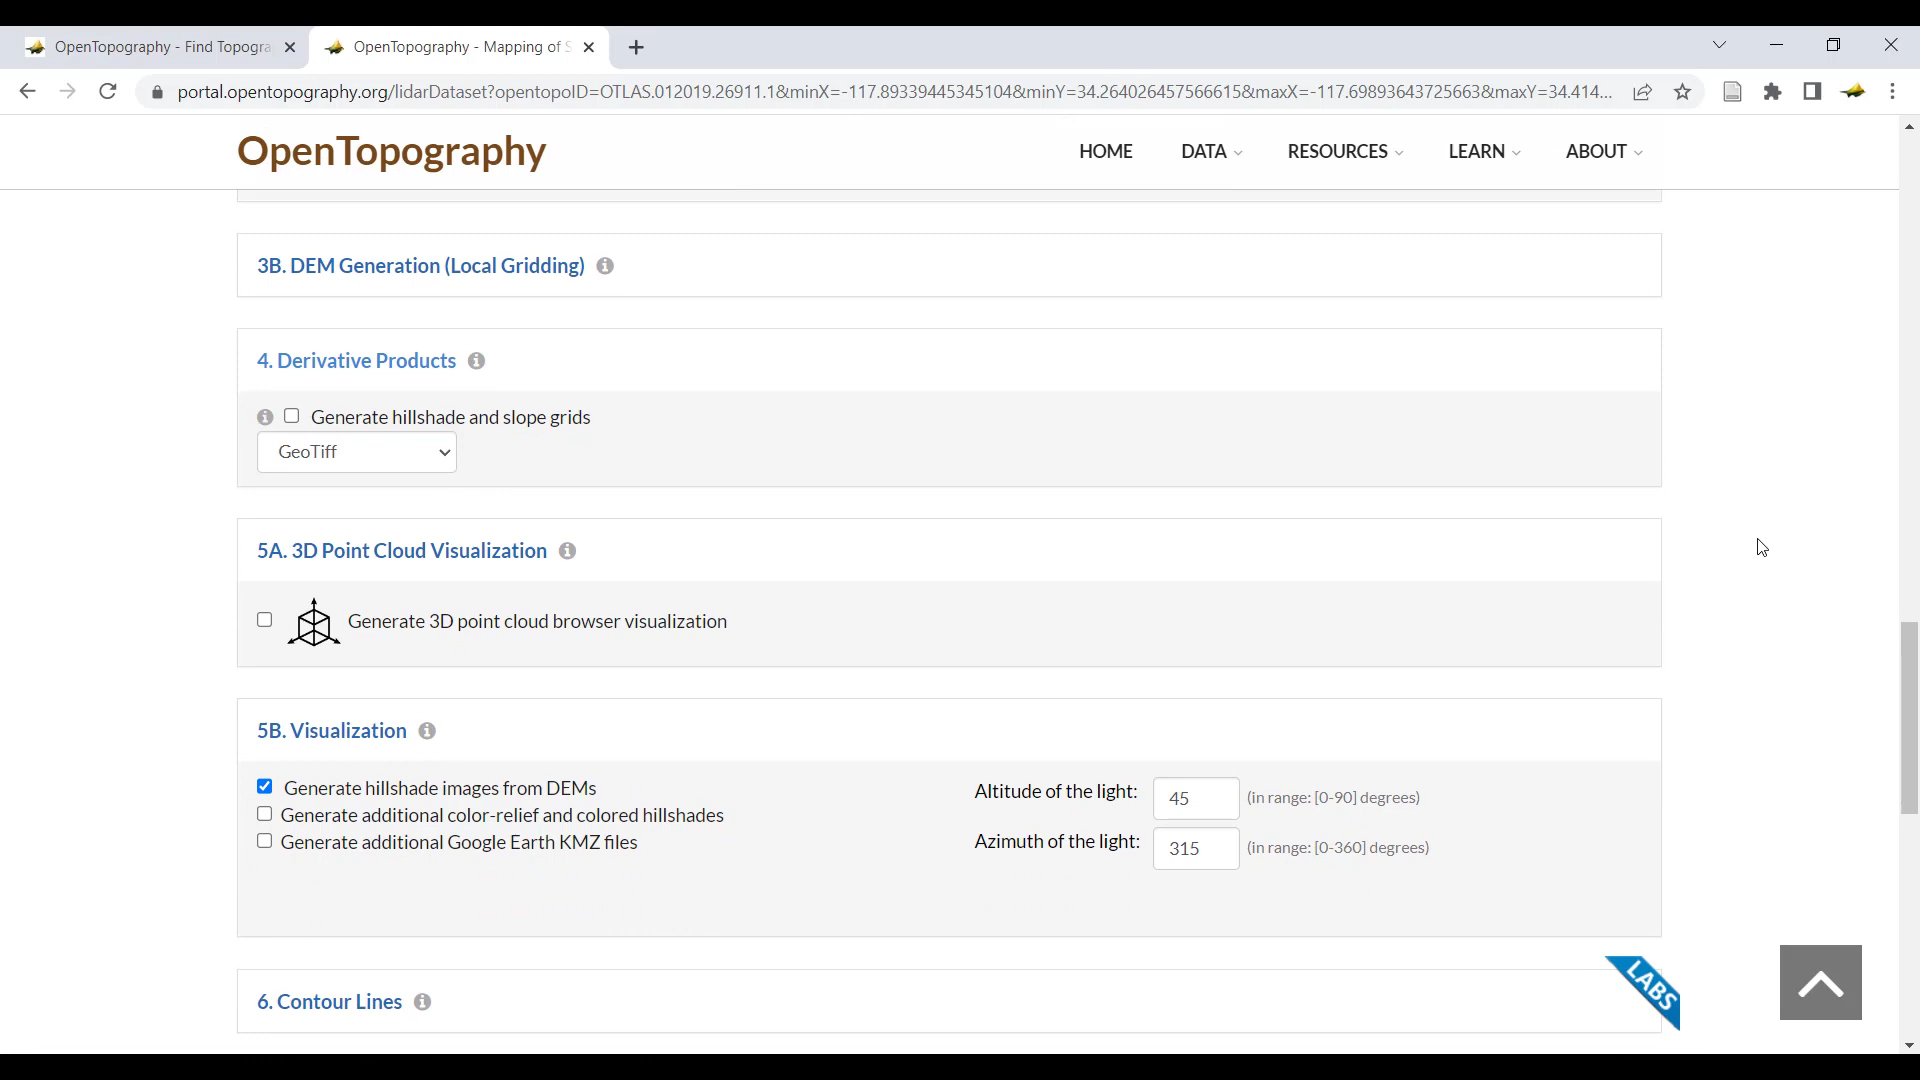 OpenTopography - Find Topogra
OpenTopography - Mapping of S
portal.opentopography.org/lidarDataset?opentopoID=OTLAS.012019.26911.1&minX=-117.89339445345104&minY=34.264026457566615&maxX=-117.69893643725663&maxY=34.414...
OpenTopography
HOME
DATA
RESOURCES
LEARN
ABOUT
3B. DEM Generation (Local Gridding)
4. Derivative Products
Generate hillshade and slope grids
GeoTiff
5A. 3D Point Cloud Visualization
Generate 3D point cloud browser visualization
5B. Visualization
Generate hillshade images from DEMs
Generate additional color-relief and colored hillshades
Generate additional Google Earth KMZ files
Altitude of the light: 45 (in range: [0-90] degrees)
Azimuth of the light: 315 (in range: [0-360] degrees)
LABS
6. Contour Lines